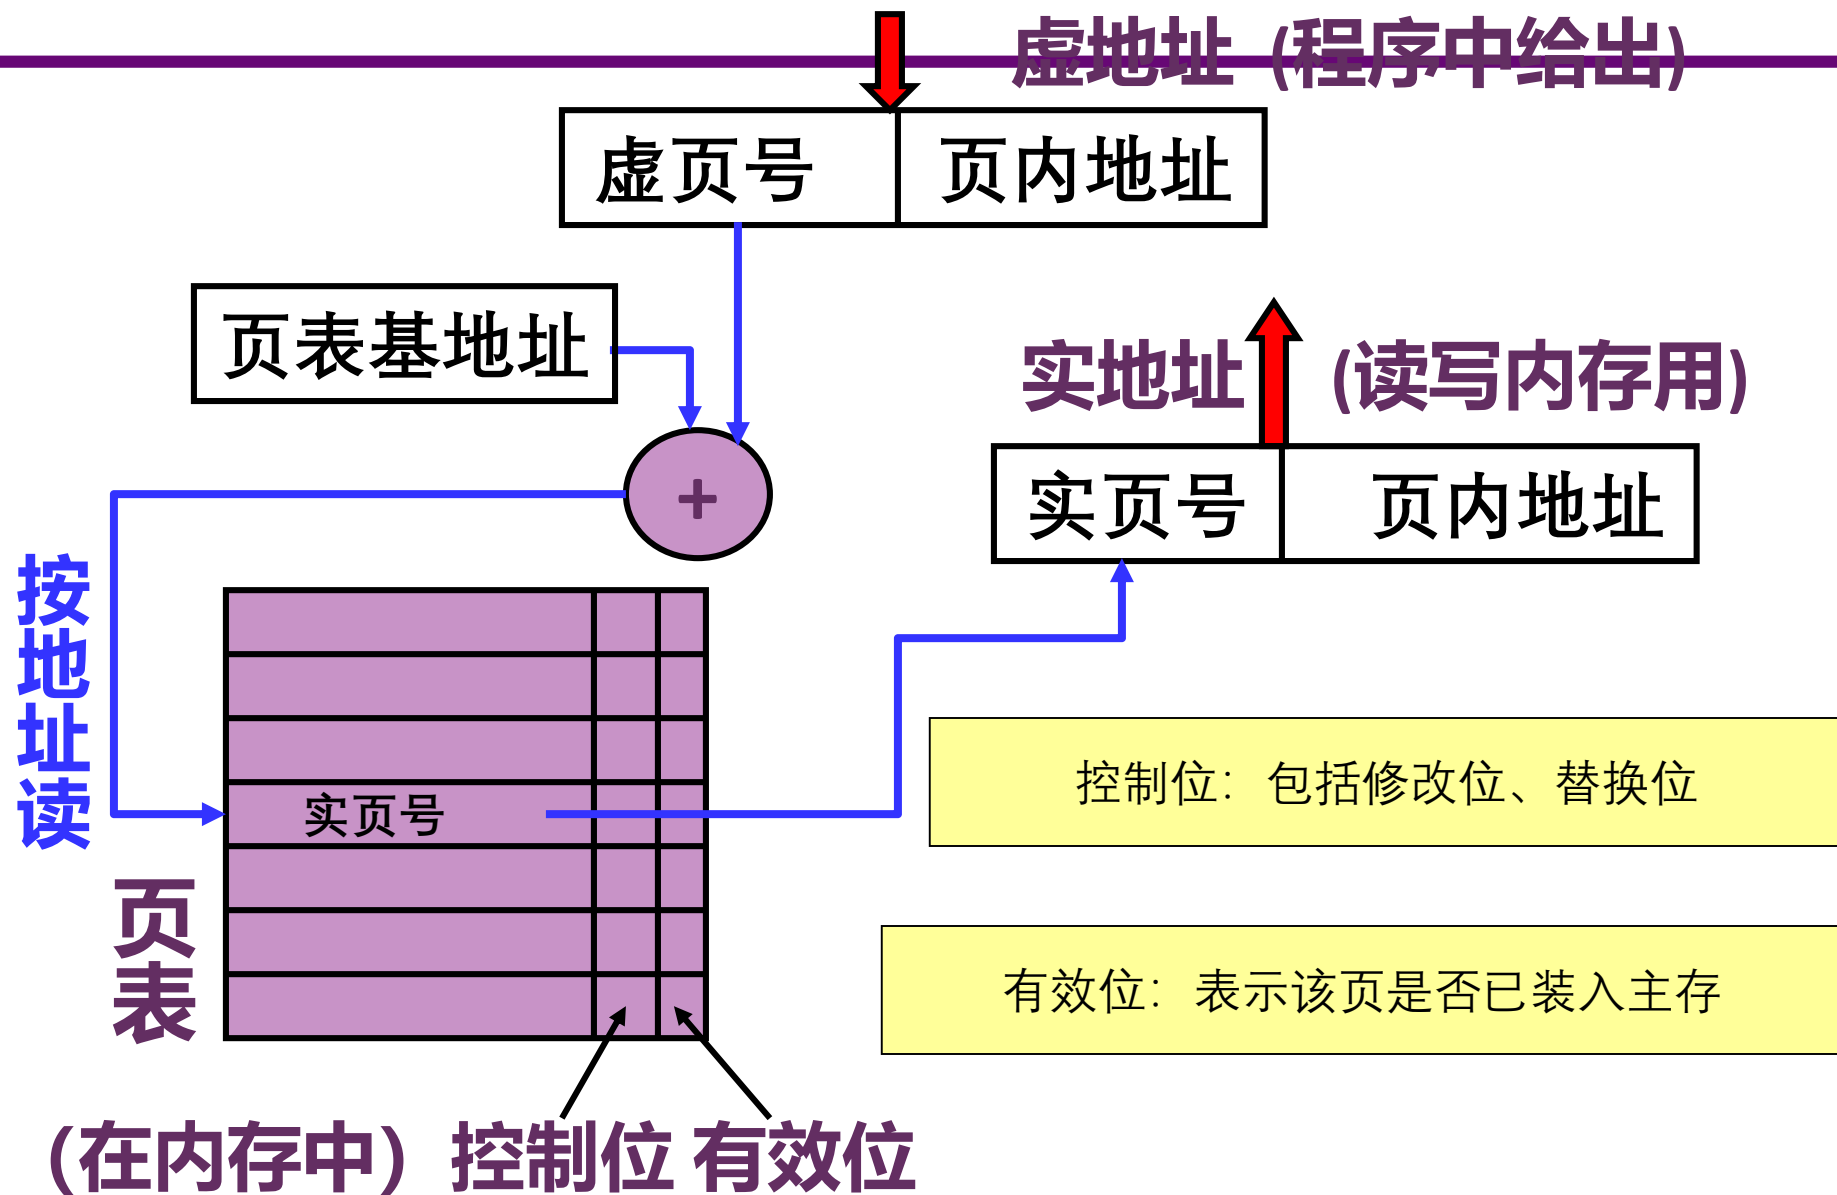 虚地址 (程序中给出)
虚页号 页内地址
页表基地址
实地址 (读写内存用)
+
实页号 页内地址
按地址读
实页号
控制位：包括修改位、替换位
页表
有效位：表示该页是否已装入主存
(在内存中) 控制位 有效位